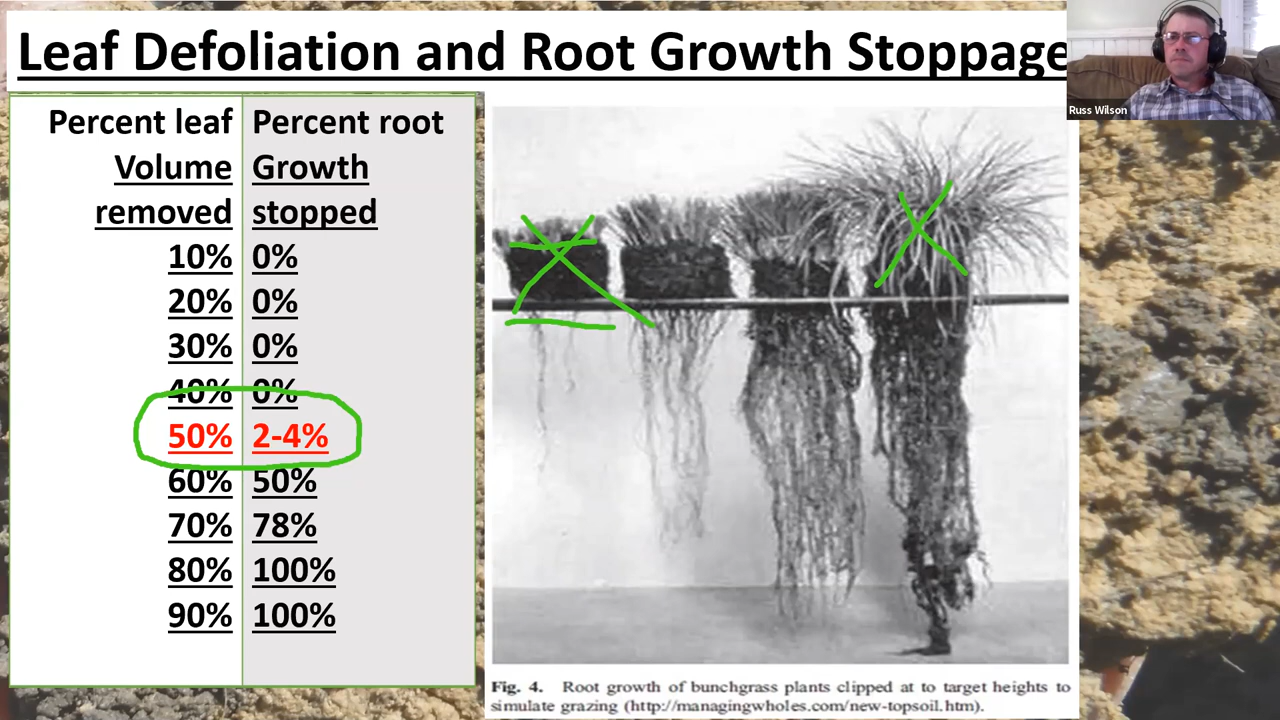 Leaf Defoliation and Root Growth Stoppage
Russ Wilson
Percent leaf Percent root
Volume Growth
removed stopped
10% 0%
20% 0%
30% 0%
40% 0%
50% 2-4%
60% 50%
70% 78%
80% 100%
90% 100%
Fig. 4. Root growth of bunchgrass plants clipped at to target heights to
simulate grazing (http://managingwholes.com/new-topsoil.htm).